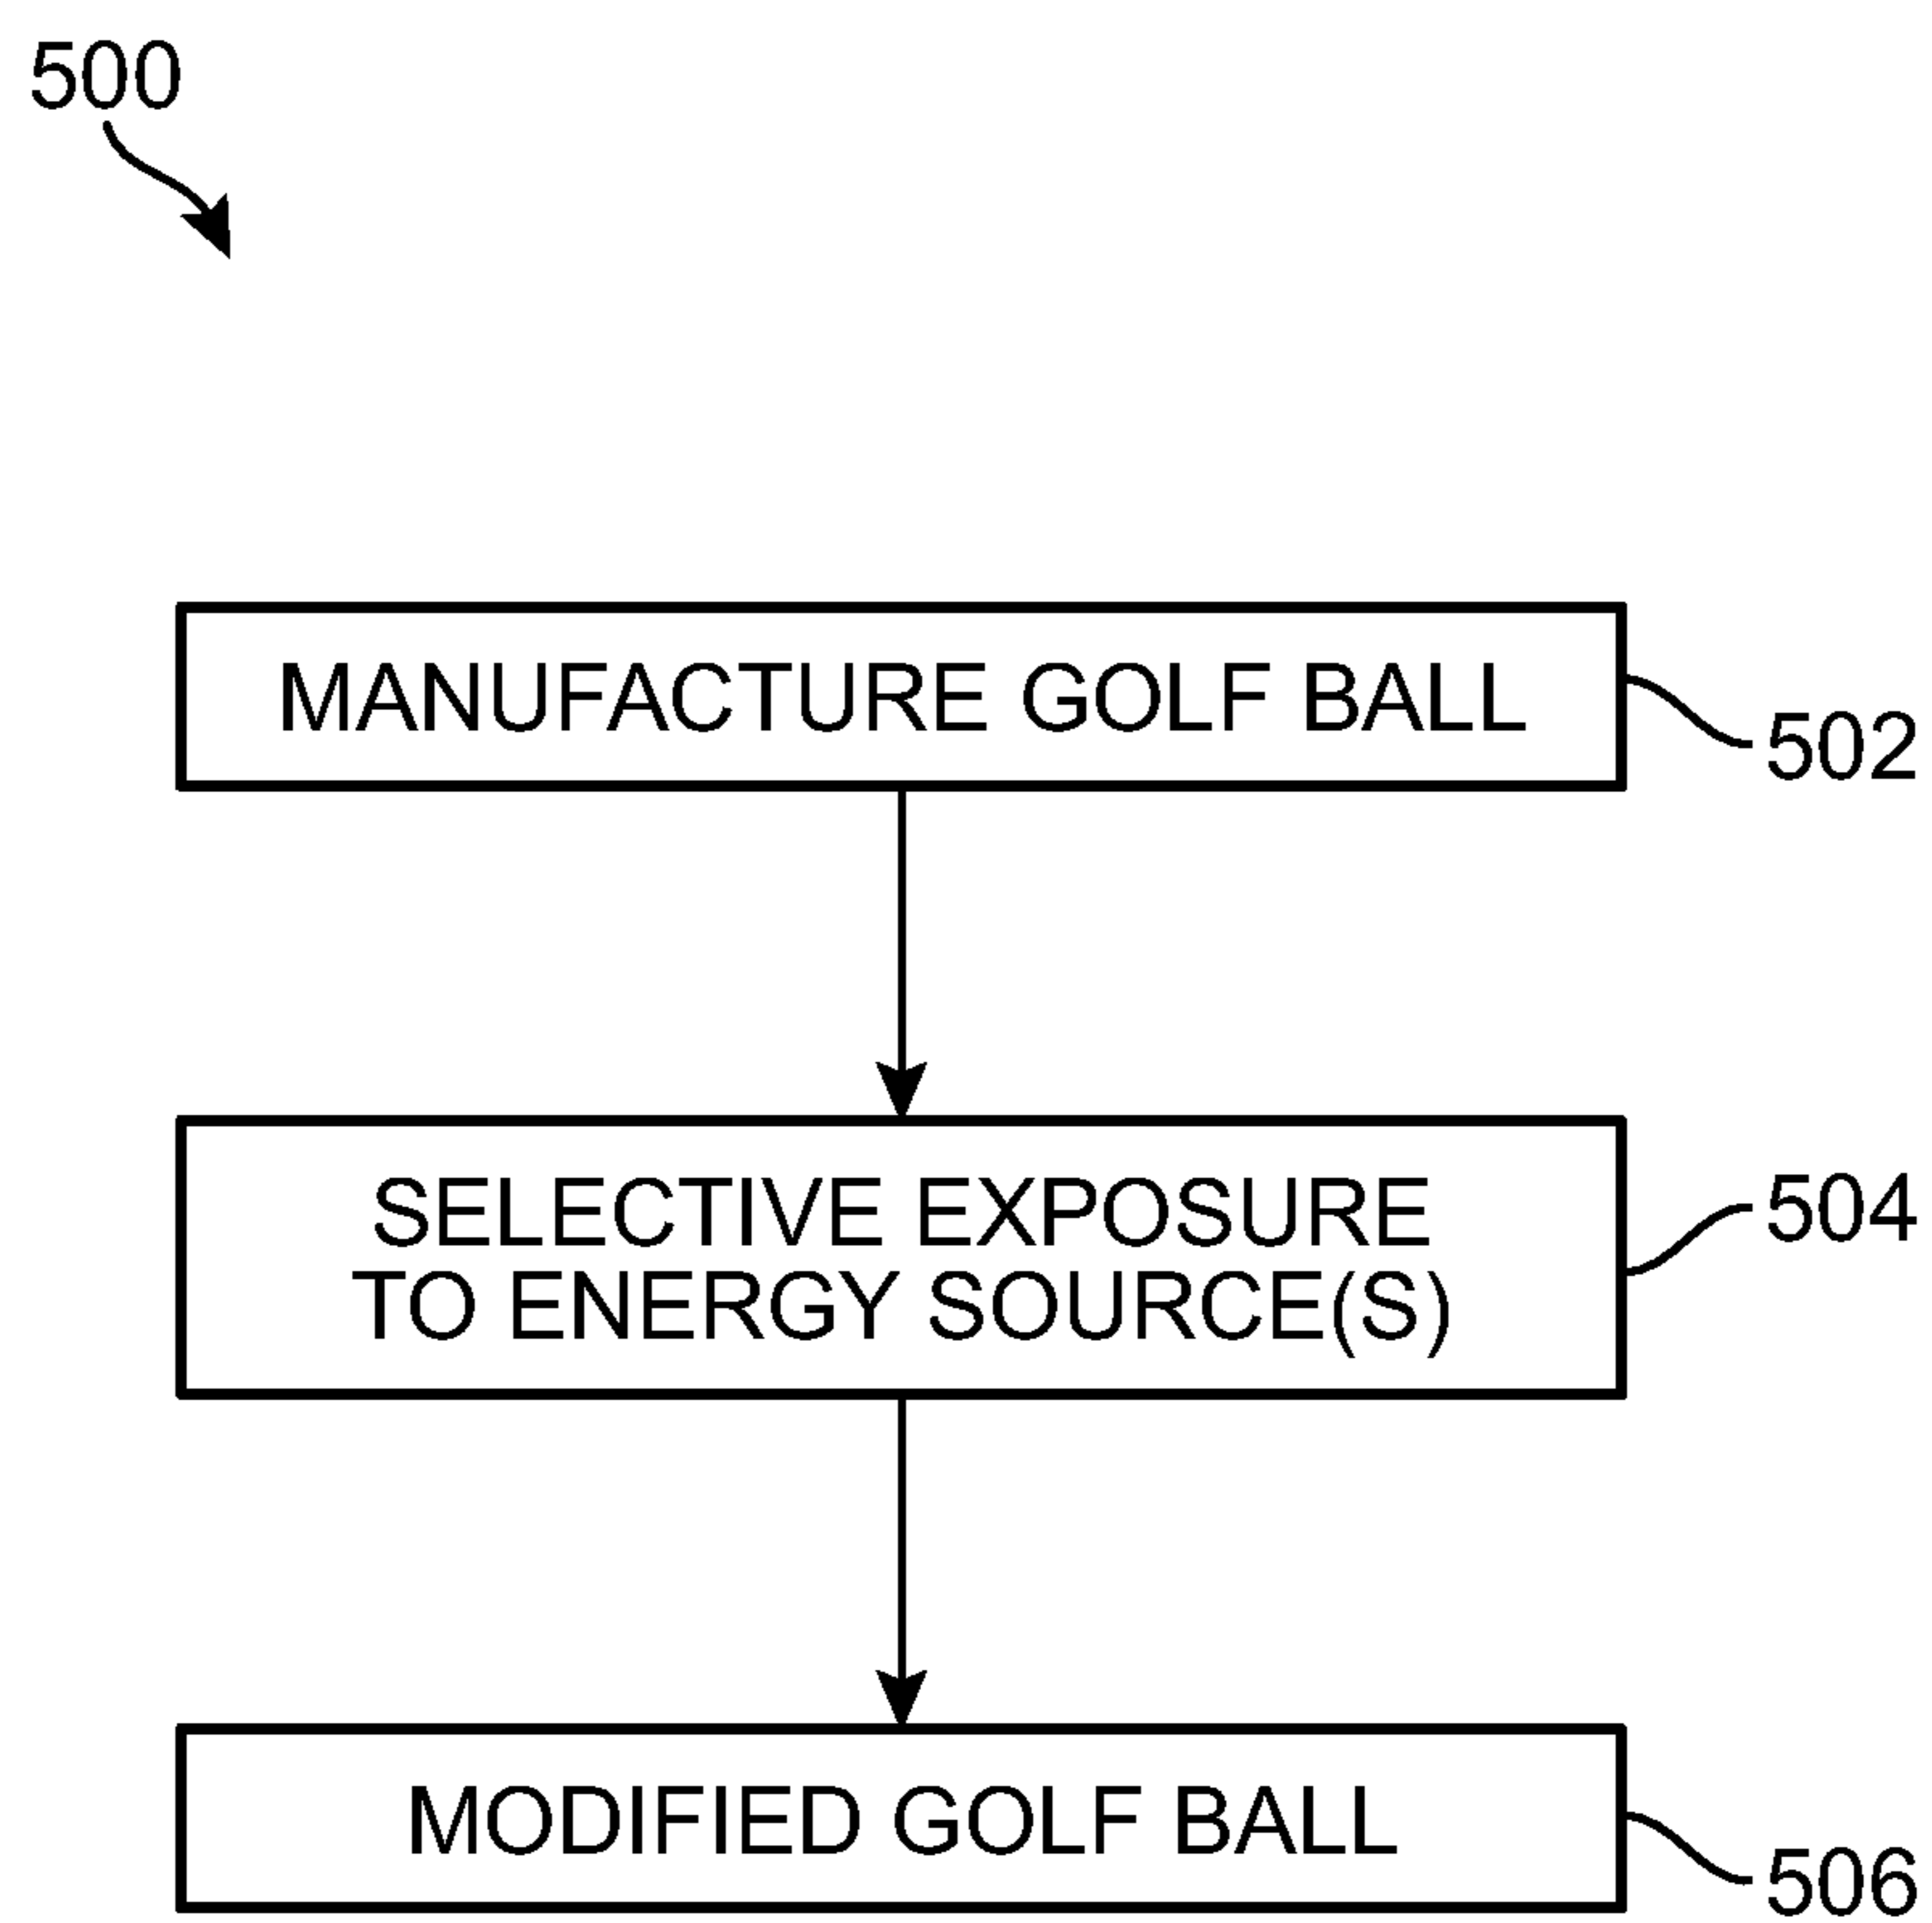 500
MANUFACTURE GOLF BALL
502
SELECTIVE EXPOSURE
TO ENERGY SOURCE(S)
504
MODIFIED GOLF BALL
506